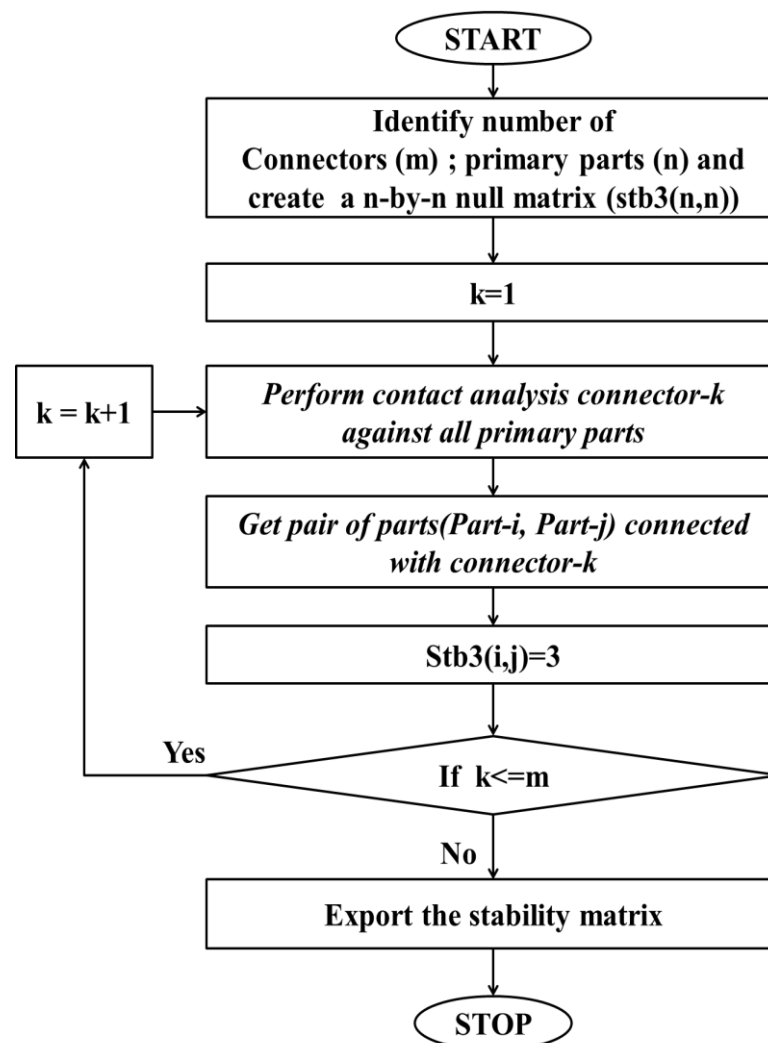 START
Identify number of
Connectors (m) ; primary parts (n) and
create a n-by-n null matrix (stb3(n,n))
k=1
k = k+1
Perform contact analysis connector-k
against all primary parts
Get pair of parts(Part-i, Part-j) connected
with connector-k
Stb3(i,j)=3
Yes
If k<=m
No
Export the stability matrix
STOP